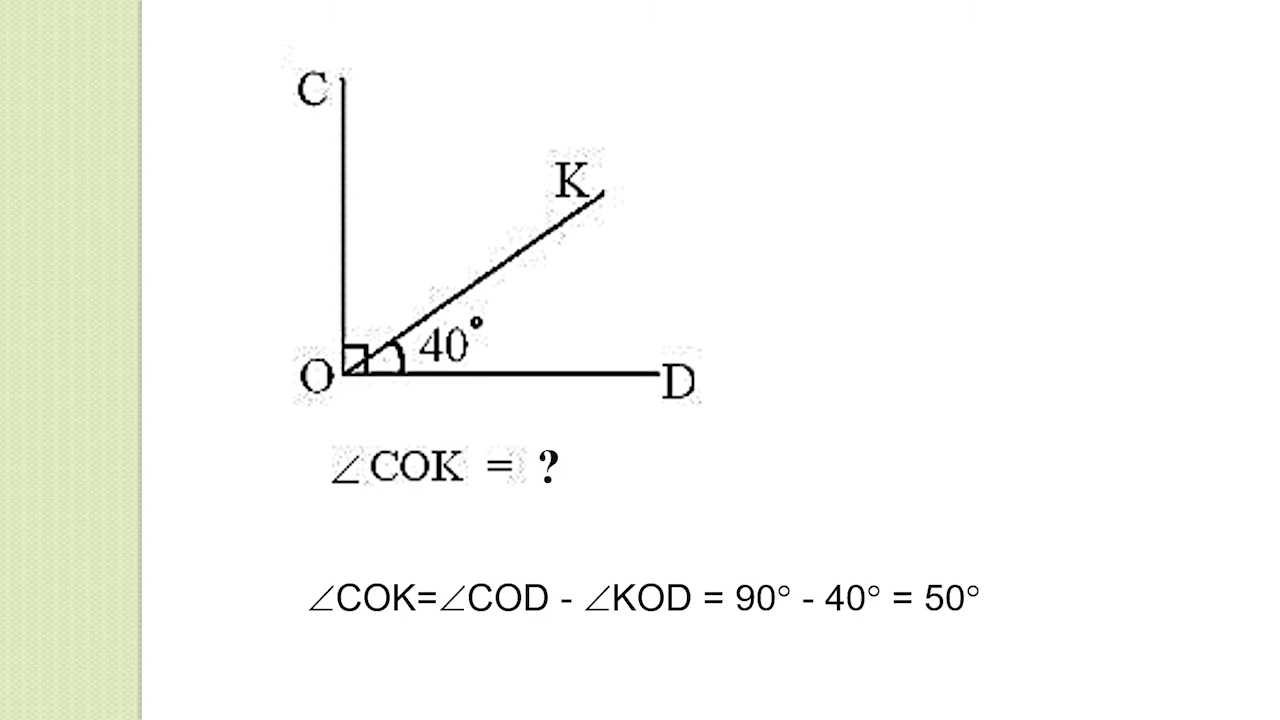 C
K
40°
O
D
∠COK = ?
∠COK=∠COD - ∠KOD = 90° - 40° = 50°